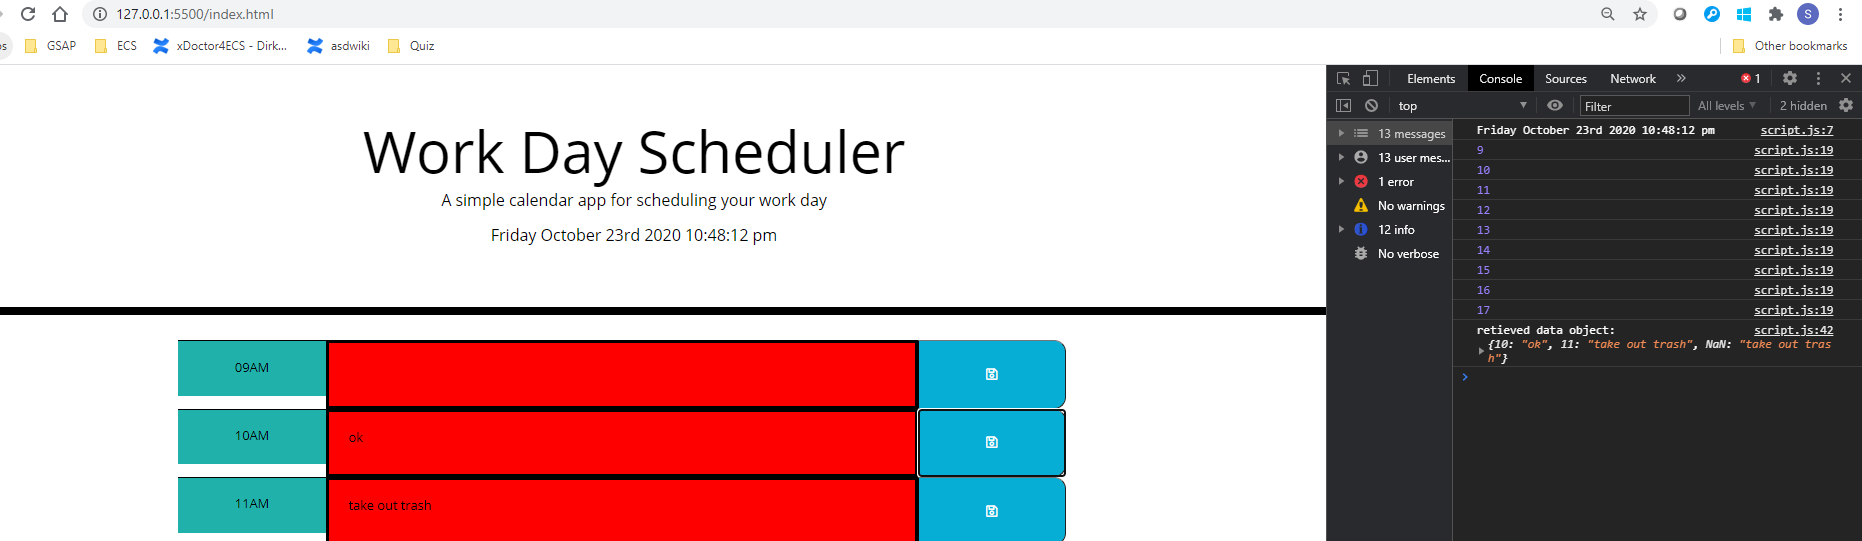 127.0.0.1:5500/index.html
S
os GSAP ECS xDoctor4ECS - Dirk... asdwiki Quiz Other bookmarks
Work Day Scheduler
A simple calendar app for scheduling your work day
Friday October 23rd 2020 10:48:12 pm
09AM
10AM ok
11AM take out trash
Elements Console Sources Network » 1
top Filter All levels 2 hidden
13 messages
13 user mes...
1 error
No warnings
12 info
No verbose
Friday October 23rd 2020 10:48:12 pm script.js:7
9 script.js:19
10 script.js:19
11 script.js:19
12 script.js:19
13 script.js:19
14 script.js:19
15 script.js:19
16 script.js:19
17 script.js:19
retieved data object: script.js:42
{10: "ok", 11: "take out trash", NaN: "take out tras
h"}